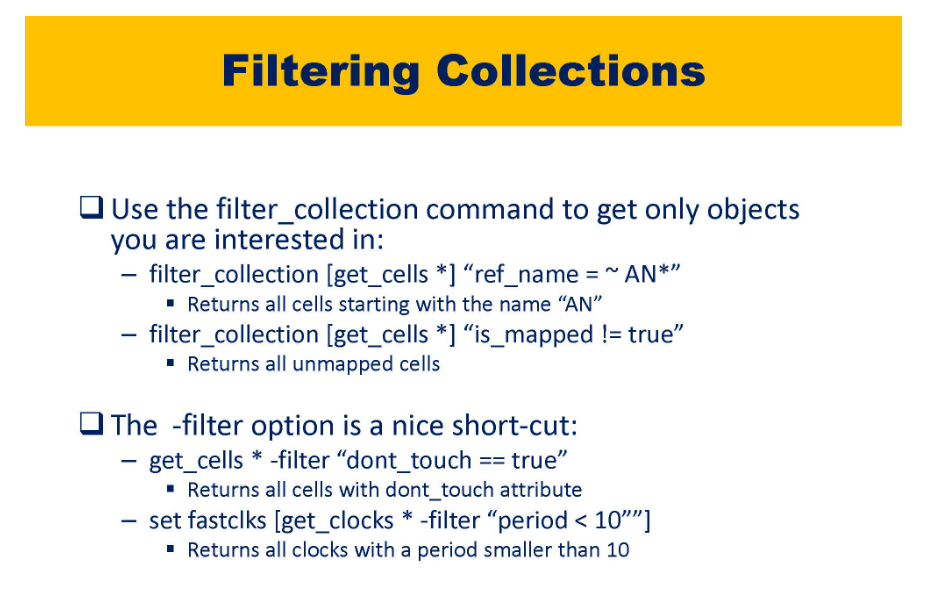 Filtering Collections
❑ Use the filter_collection command to get only objects
you are interested in:
– filter_collection [get_cells *] “ref_name = ~ AN*”
▪ Returns all cells starting with the name “AN”
– filter_collection [get_cells *] “is_mapped != true”
▪ Returns all unmapped cells
❑ The -filter option is a nice short-cut:
– get_cells * -filter “dont_touch == true”
▪ Returns all cells with dont_touch attribute
– set fastclks [get_clocks * -filter “period < 10””]
▪ Returns all clocks with a period smaller than 10